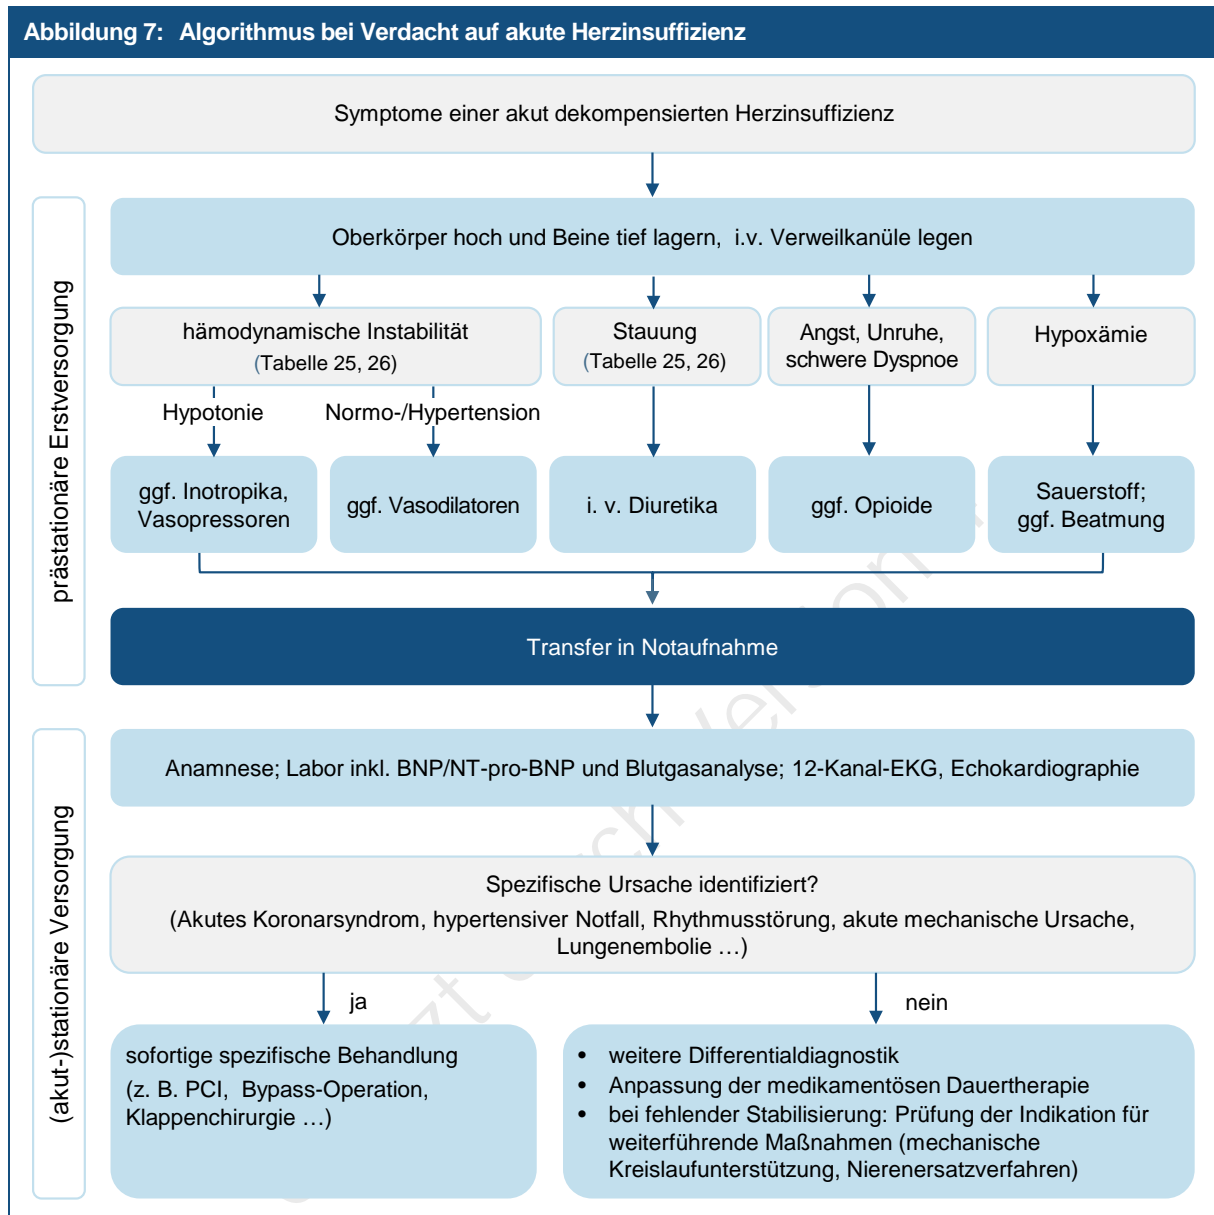 Abbildung 7: Algorithmus bei Verdacht auf akute Herzinsuffizienz
Symptome einer akut dekompensierten Herzinsuffizienz
prästationäre Erstversorgung
Oberkörper hoch und Beine tief lagern, i.v. Verweilkanüle legen
hämodynamische Instabilität
(Tabelle 25, 26)
Stauung
(Tabelle 25, 26)
Angst, Unruhe,
schwere Dyspnoe
Hypoxämie
Hypotonie
Normo-/Hypertension
ggf. Inotropika,
Vasopressoren
ggf. Vasodilatoren
i. v. Diuretika
ggf. Opioide
Sauerstoff;
ggf. Beatmung
Transfer in Notaufnahme
(akut-)stationäre Versorgung
Anamnese; Labor inkl. BNP/NT-pro-BNP und Blutgasanalyse; 12-Kanal-EKG, Echokardiographie
Spezifische Ursache identifiziert?
(Akutes Koronarsyndrom, hypertensiver Notfall, Rhythmusstörung, akute mechanische Ursache,
Lungenembolie …)
ja
nein
sofortige spezifische Behandlung
(z. B. PCI, Bypass-Operation,
Klappenchirurgie …)
• weitere Differentialdiagnostik
• Anpassung der medikamentösen Dauertherapie
• bei fehlender Stabilisierung: Prüfung der Indikation für
weiterführende Maßnahmen (mechanische
Kreislaufunterstützung, Nierenersatzverfahren)